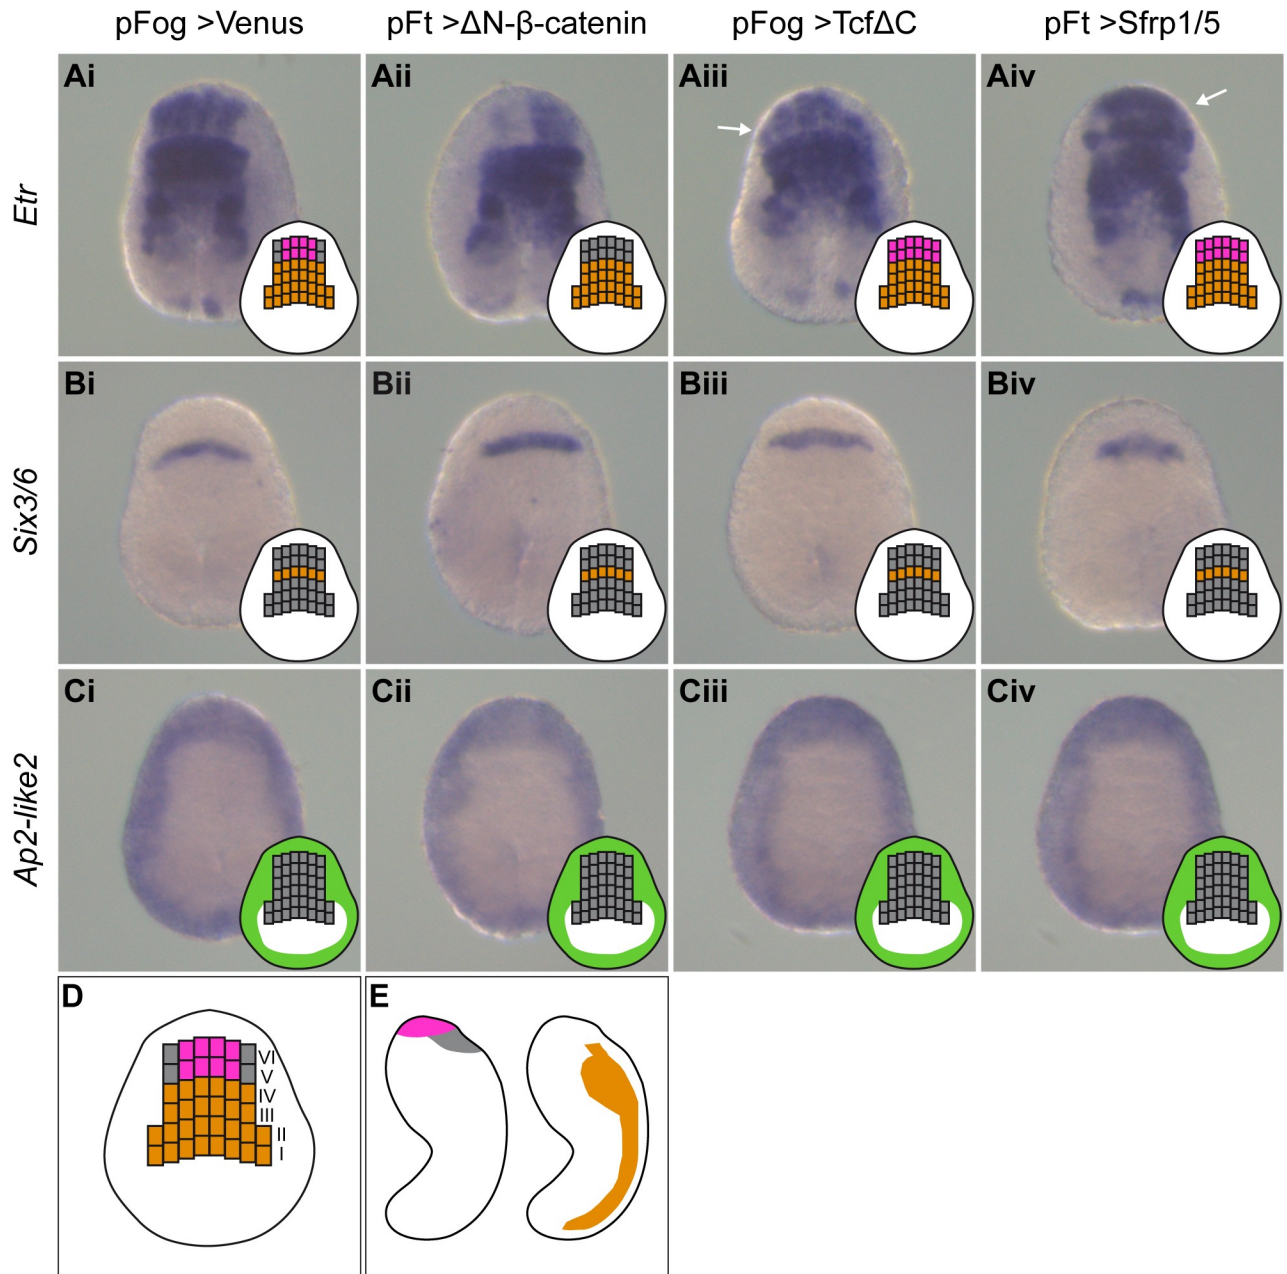 pFog >Venus pFt >ΔN-β-catenin pFog >TcfΔC pFt >Sfrp1/5
Etr Ai Aii Aiii Aiv
Six3/6 Bi Bii Biii Biv
Ap2-like2 Ci Cii Ciii Civ
D E
VI
V
IV
III
II
I